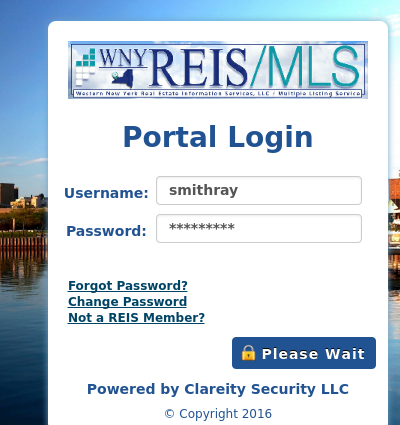 WNY REIS/MLS
Western New York Real Estate Information Services, LLC / Multiple Listing Service
Portal Login
Username: smithray
Password: *********
Forgot Password?
Change Password
Not a REIS Member?
Please Wait
Powered by Clareity Security LLC
© Copyright 2016